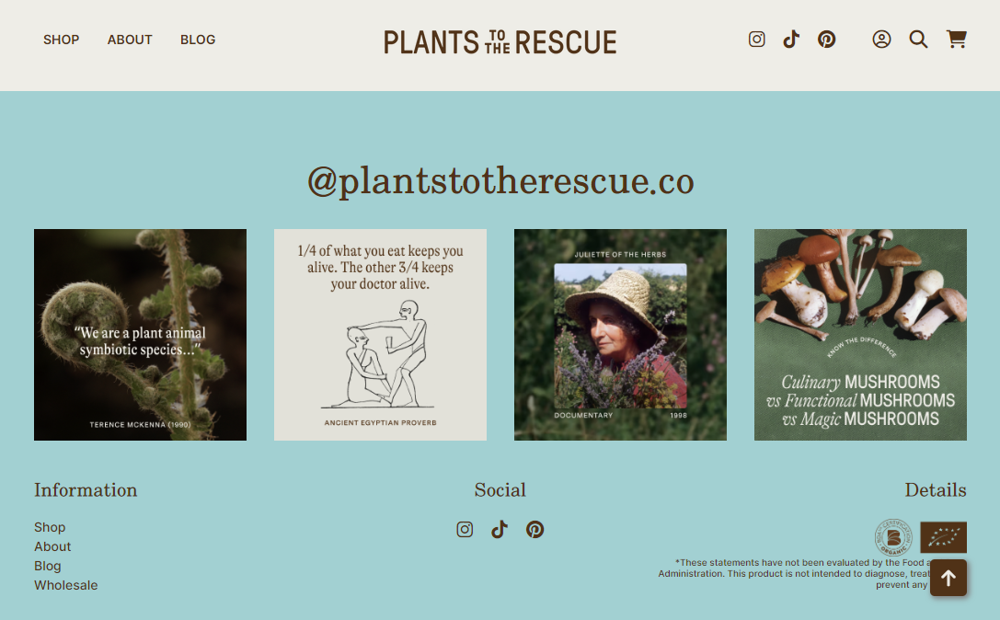 SHOP ABOUT BLOG
PLANTS TO THE RESCUE
@plantstotherescue.co
"We are a plant animal
symbiotic species..."
TERENCE MCKENNA (1990)
1/4 of what you eat keeps you
alive. The other 3/4 keeps
your doctor alive.
ANCIENT EGYPTIAN PROVERB
JULIETTE OF THE HERBS
DOCUMENTARY 1998
KNOW THE DIFFERENCE
Culinary MUSHROOMS
vs Functional MUSHROOMS
vs Magic MUSHROOMS
Information
Shop
About
Blog
Wholesale
Social
Details
ORGANIC
*These statements have not been evaluated by the Food
Administration. This product is not intended to diagnose,
prevent any